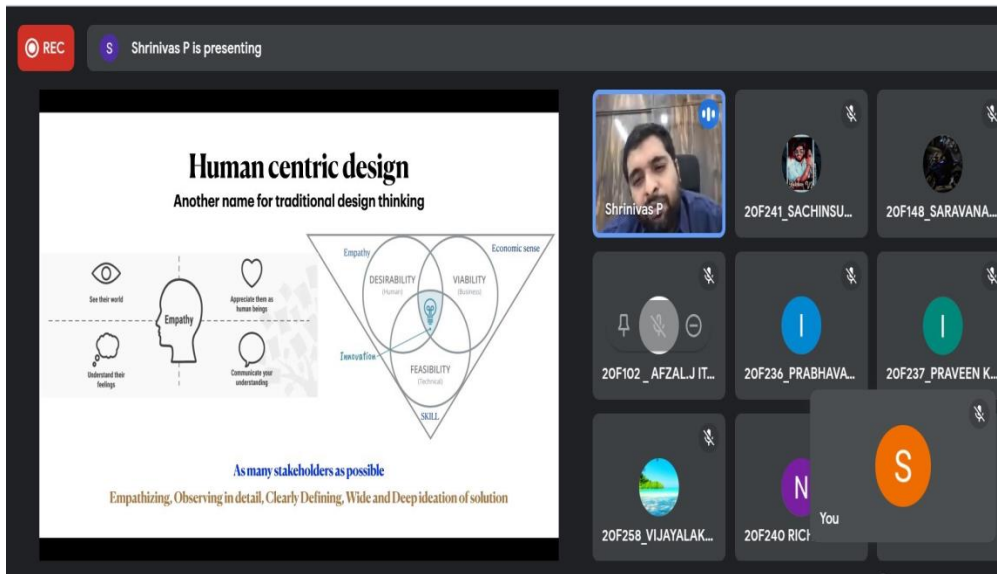 REC
S
Shrinivas P is presenting
Human centric design
Another name for traditional design thinking
See their world
Appreciate them as
human beings
Empathy
Understand their
feelings
Communicate your
understanding
Empathy
Economic sense
DESIRABILITY
(Human)
VIABILITY
(Business)
Innovation
FEASIBILITY
(Technical)
SKILL
As many stakeholders as possible
Empathizing, Observing in detail, Clearly Defining, Wide and Deep ideation of solution
Shrinivas P
20F241_SACHINSU...
20F148_SARAVANA...
20F102_ AFZAL.J IT...
I
20F236_PRABHAVA...
I
20F237_PRAVEEN K...
20F258_VIJAYALAK...
N
20F240 RICH
S
You